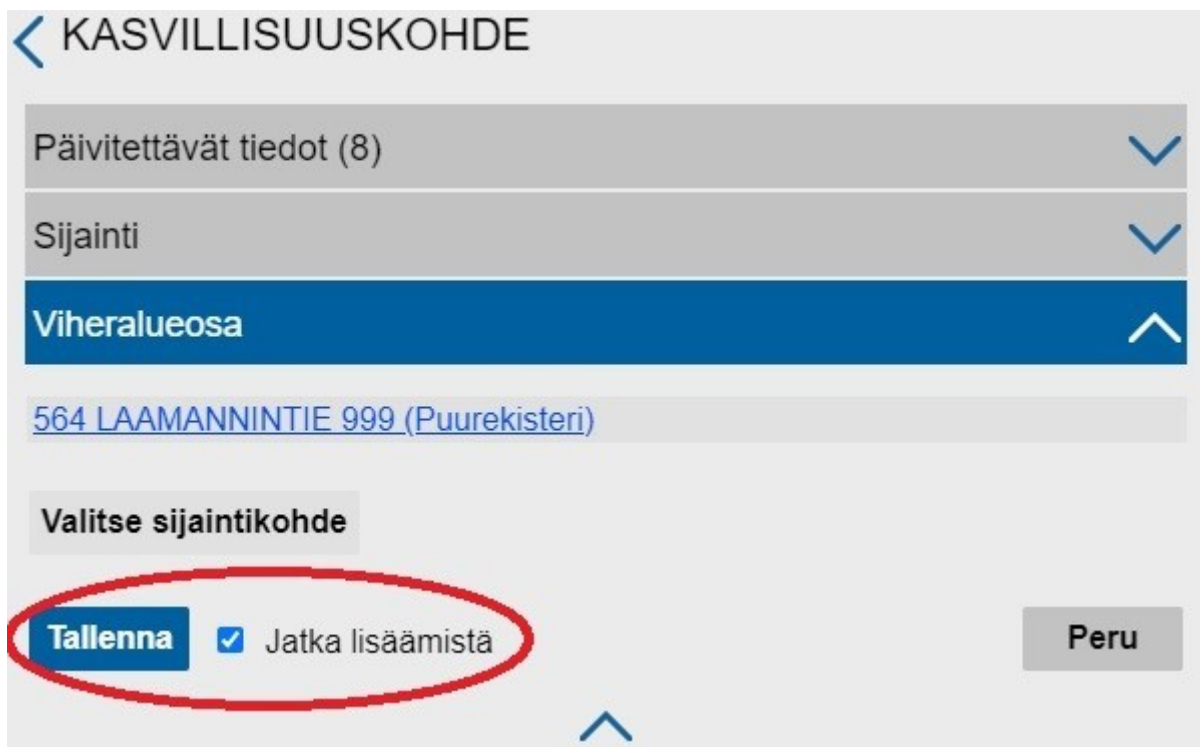 KASVILLISUUSKOHDE
Päivitettävät tiedot (8)
Sijainti
Viheralueosa
564 LAAMANNINTIE 999 (Puurekisteri)
Valitse sijaintikohde
Tallenna Jatka lisäämistä Peru